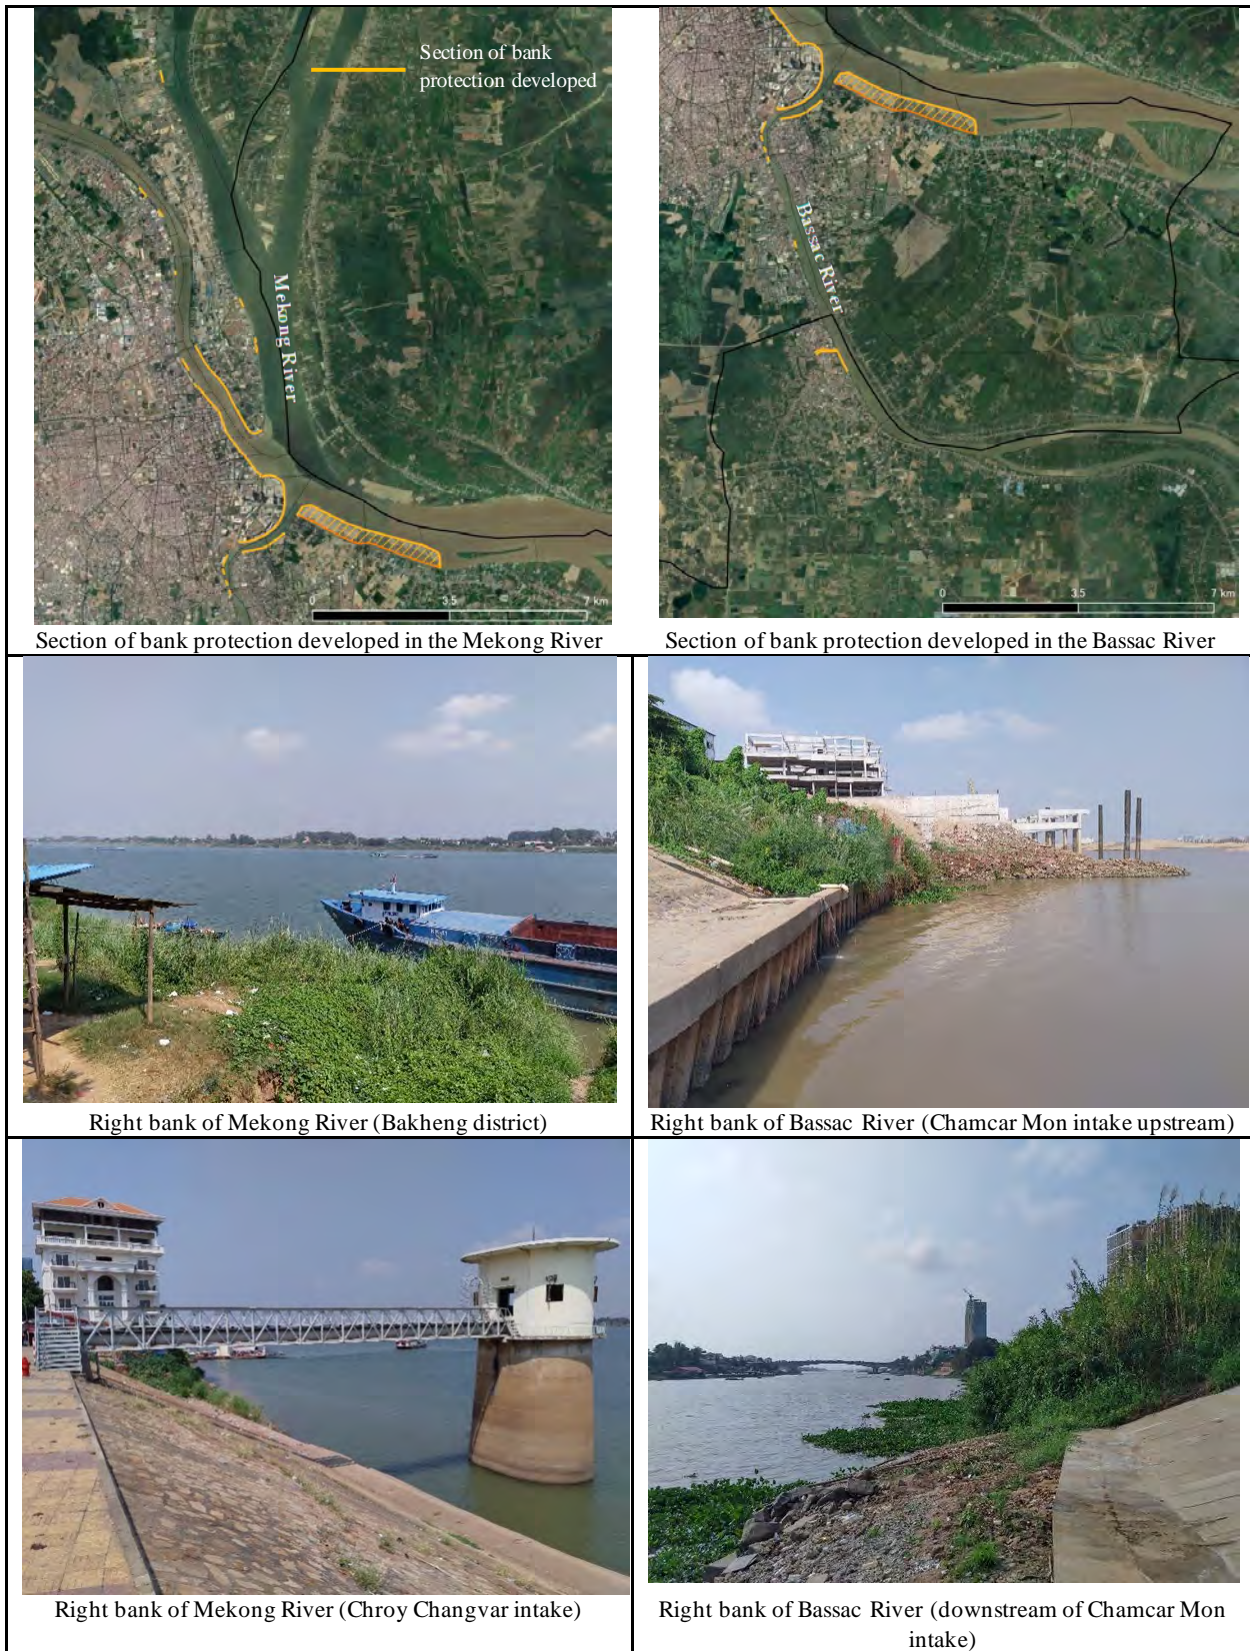 Section of bank
protection developed
Mekong River
0
3.5
7 km
Bassac River
0
3.5
7 km
Section of bank protection developed in the Mekong River
Section of bank protection developed in the Bassac River
Right bank of Mekong River (Bakheng district)
Right bank of Bassac River (Chamcar Mon intake upstream)
Right bank of Mekong River (Chroy Changvar intake)
Right bank of Bassac River (downstream of Chamcar Mon
intake)